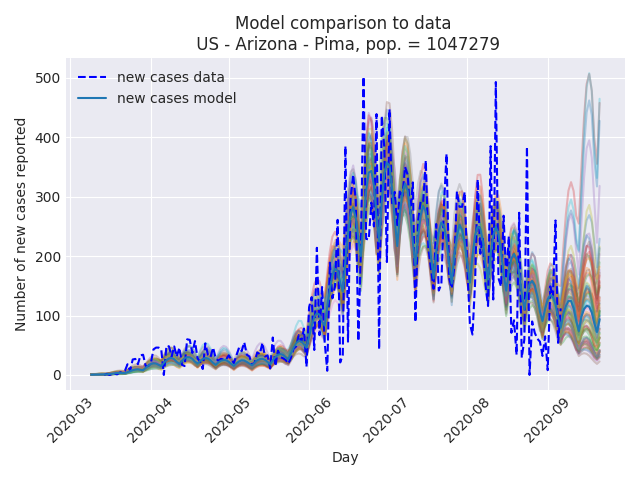 Model comparison to data
US - Arizona - Pima, pop. = 1047279
new cases data
new cases model
Number of new cases reported
500
400
300
200
100
0
2020-03
2020-04
2020-05
2020-06
2020-07
2020-08
2020-09
Day